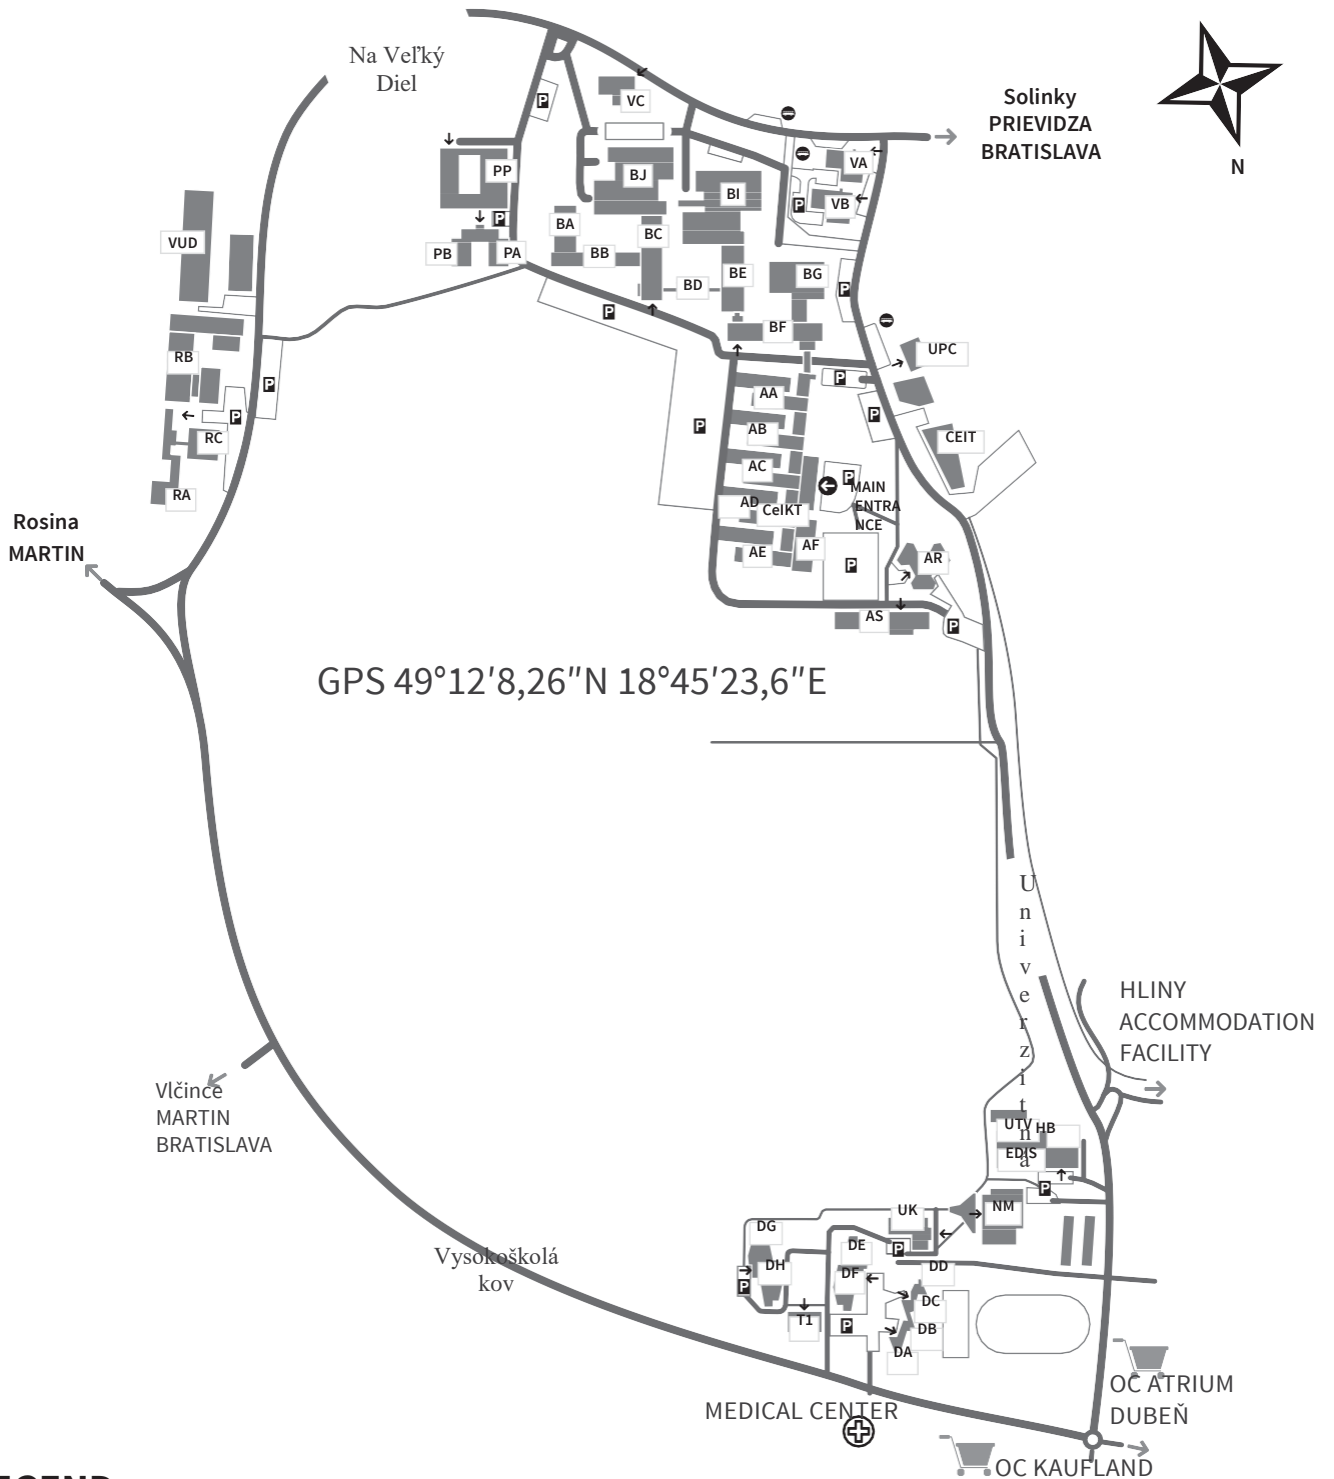 Na Veľký
Diel
Solinky
PRIEVIDZA
BRATISLAVA
N
VC
P
PP
BJ
BI
VA
VB
P
P
BA
BC
PB
PA
BB
VUD
BD
BE
BG
P
P
BF
UPC
RB
P
P
AA
P
P
RC
AB
P
CEIT
AC
P
MAIN
ENTRA
NCE
RA
AD
CeIKT
Rosina
MARTIN
AE
AF
P
AR
AS
P
GPS 49°12′8,26″N 18°45′23,6″E
Univerzitná
HLINY
ACCOMMODATION
FACILITY
Vlčince
MARTIN
BRATISLAVA
UTV
HB
EDIS
P
NM
UK
DG
DE
P
DH
DF
DD
P
DC
T1
P
DB
DA
Vysokoškolá
kov
OC ATRIUM
DUBEŇ
MEDICAL CENTER
OC KAUFLAND